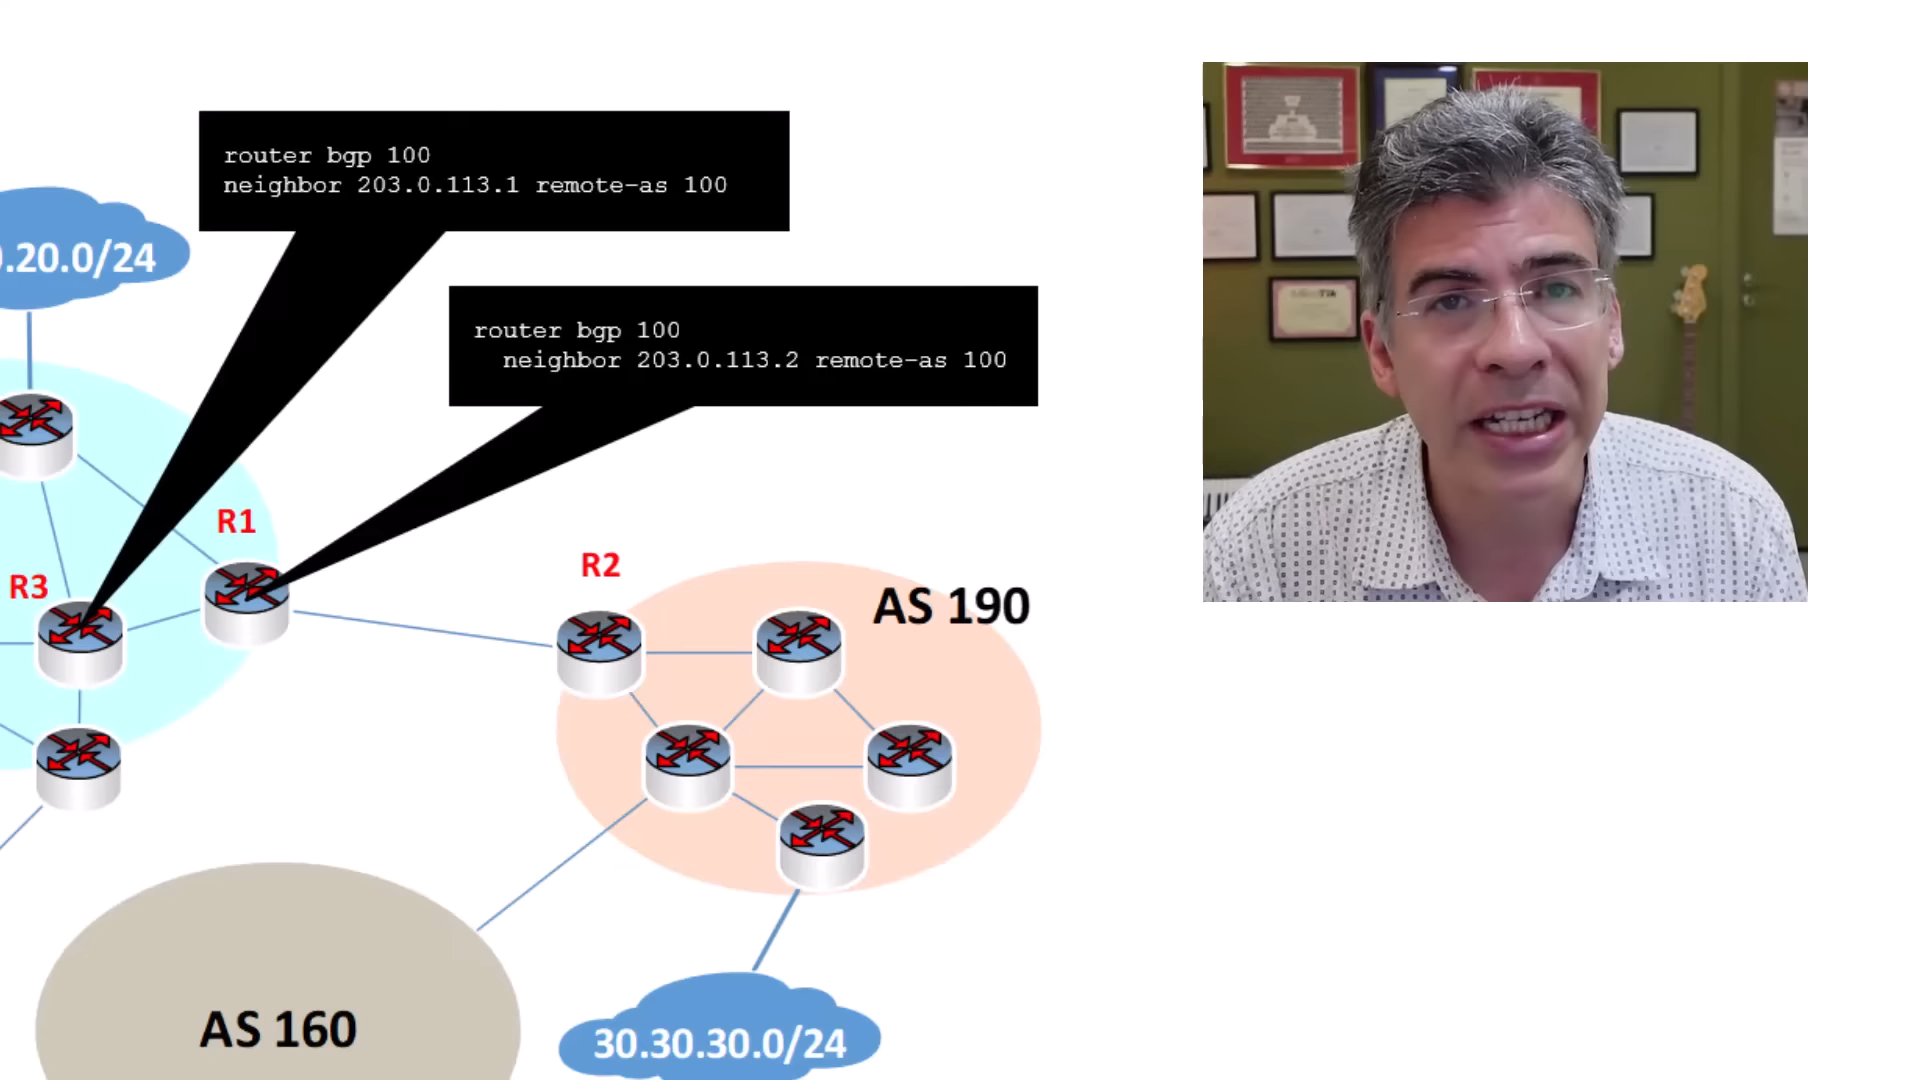 router bgp 100
neighbor 203.0.113.1 remote-as 100
.20.0/24
router bgp 100
neighbor 203.0.113.2 remote-as 100
R1
R2
R3
AS 190
AS 160
30.30.30.0/24